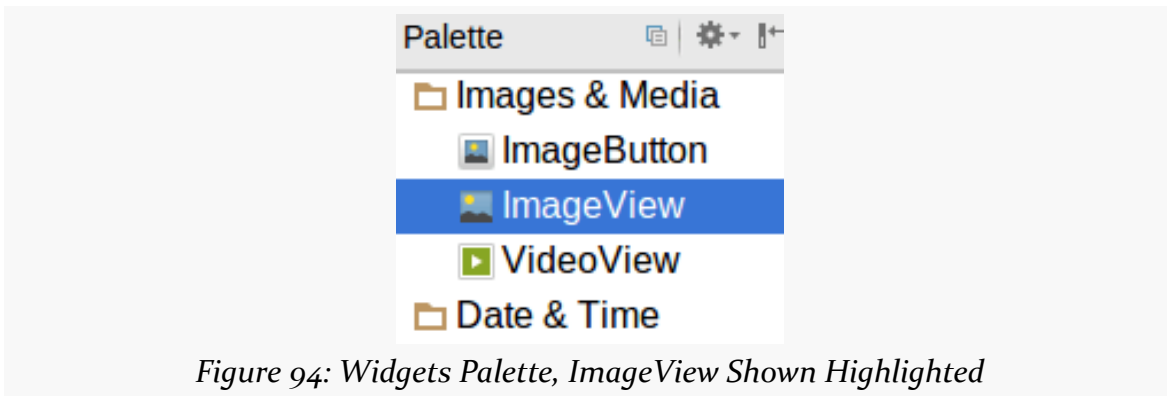 Palette
Images & Media
ImageButton
ImageView
VideoView
Date & Time
Figure 94: Widgets Palette, ImageView Shown Highlighted